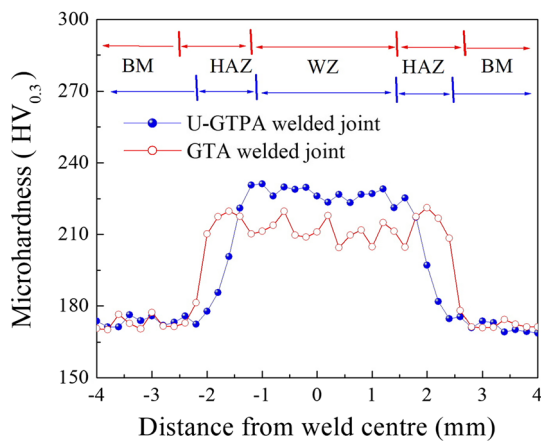 300
270
240
210
180
150
Microhardness ( HV0.3)
BM HAZ WZ HAZ BM
U-GTPA welded joint
GTA welded joint
-4 -3 -2 -1 0 1 2 3 4
Distance from weld centre (mm)